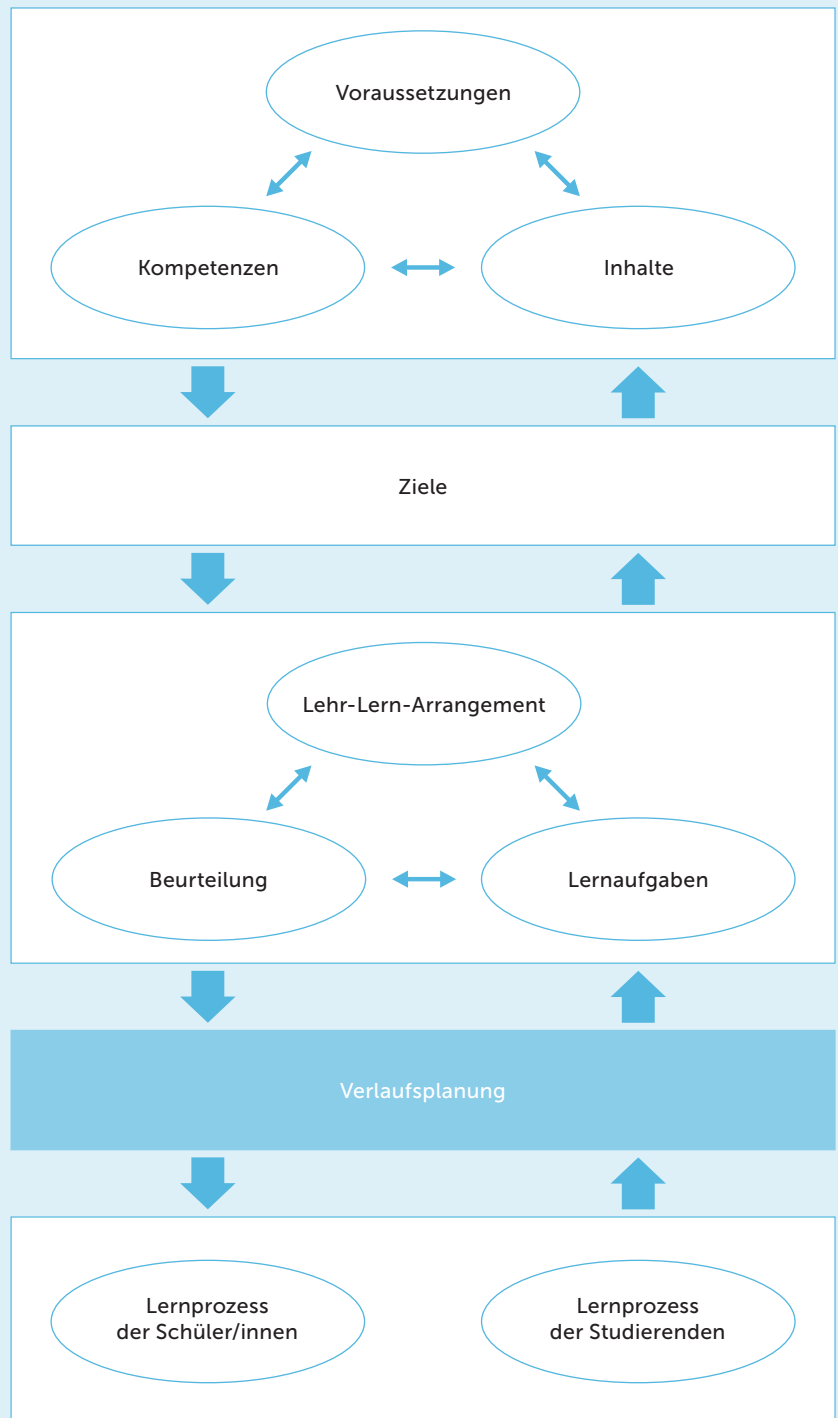 Voraussetzungen
Kompetenzen
Inhalte
Ziele
Lehr-Lern-Arrangement
Beurteilung
Lernaufgaben
Verlaufsplanung
Lernprozess
der Schüler/innen
Lernprozess
der Studierenden